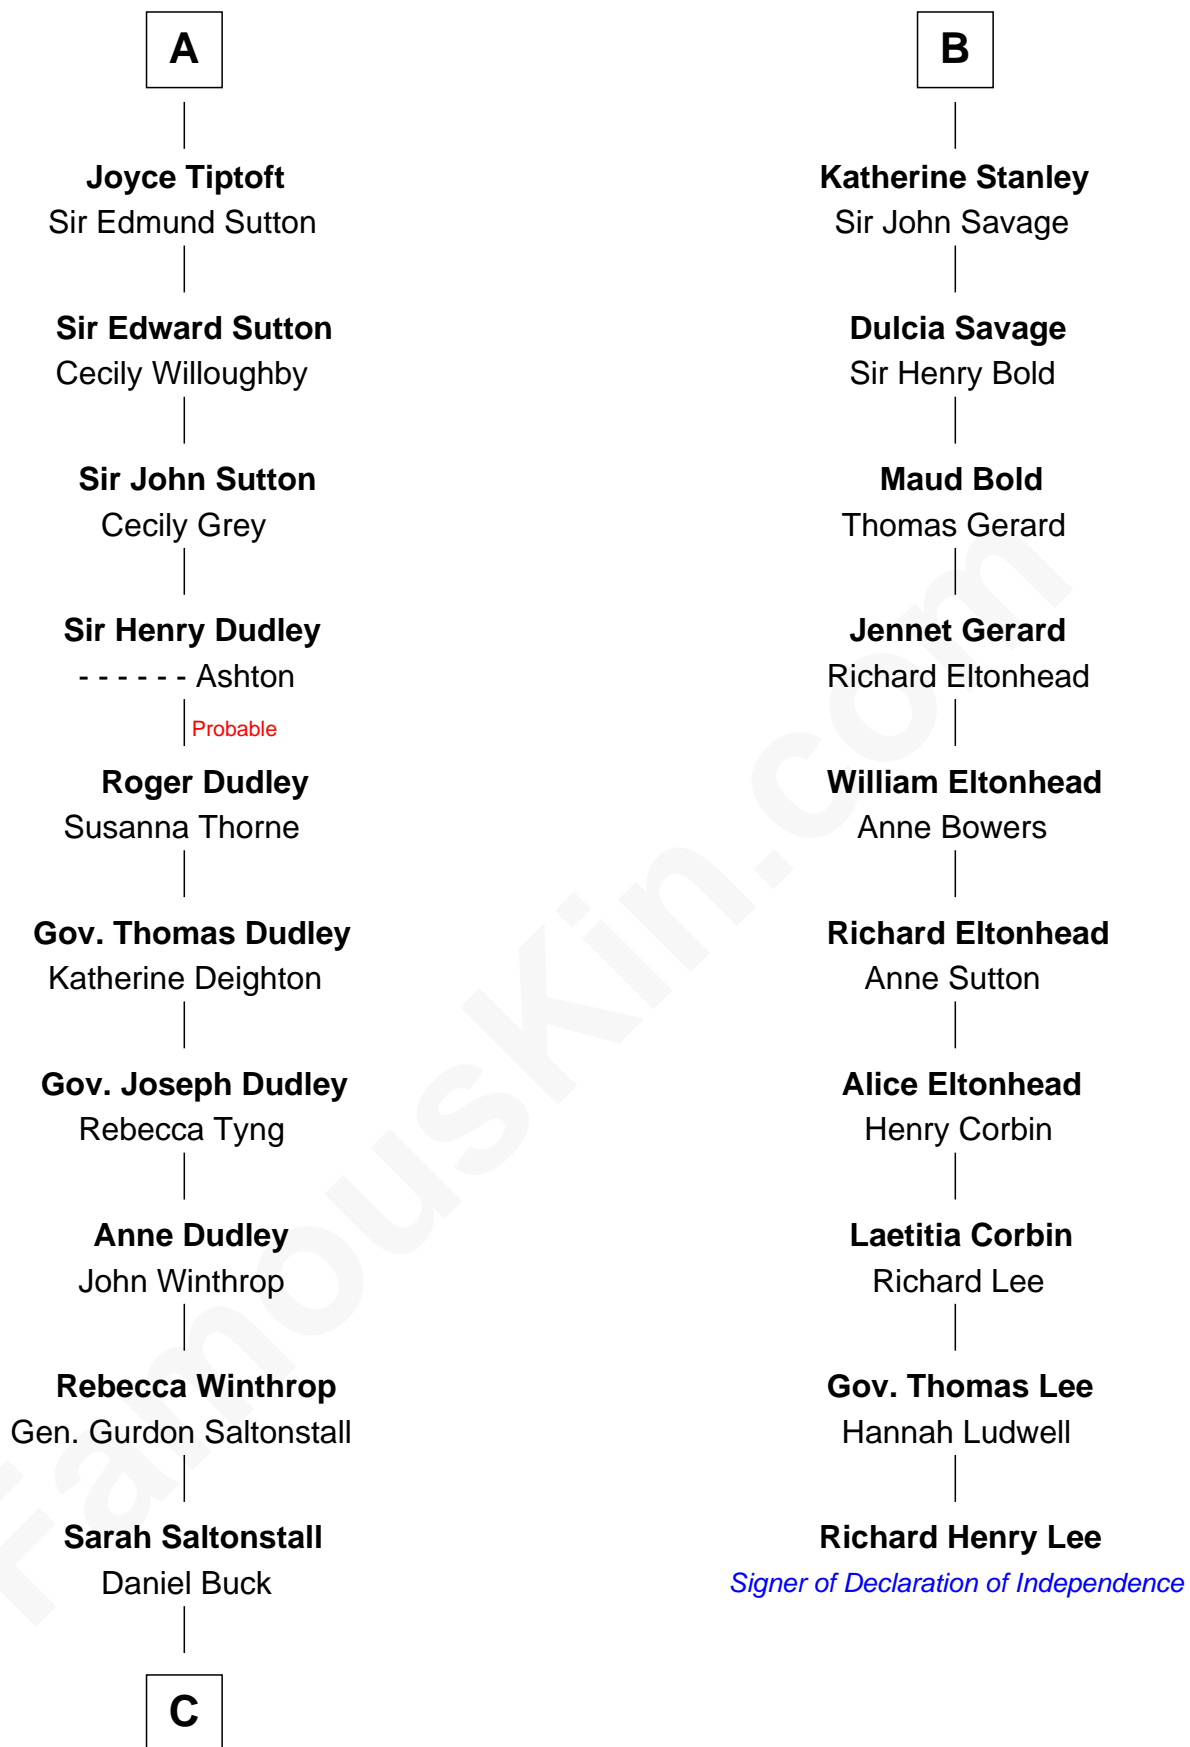 A
Joyce Tiptoft
Sir Edmund Sutton
Sir Edward Sutton
Cecily Willoughby
Sir John Sutton
Cecily Grey
Sir Henry Dudley
- - - - - - Ashton
Probable
Roger Dudley
Susanna Thorne
Gov. Thomas Dudley
Katherine Deighton
Gov. Joseph Dudley
Rebecca Tyng
Anne Dudley
John Winthrop
Rebecca Winthrop
Gen. Gurdon Saltonstall
Sarah Saltonstall
Daniel Buck
C
B
Katherine Stanley
Sir John Savage
Dulcia Savage
Sir Henry Bold
Maud Bold
Thomas Gerard
Jennet Gerard
Richard Eltonhead
William Eltonhead
Anne Bowers
Richard Eltonhead
Anne Sutton
Alice Eltonhead
Henry Corbin
Laetitia Corbin
Richard Lee
Gov. Thomas Lee
Hannah Ludwell
Richard Henry Lee
Signer of Declaration of Independence
FamousKin.com